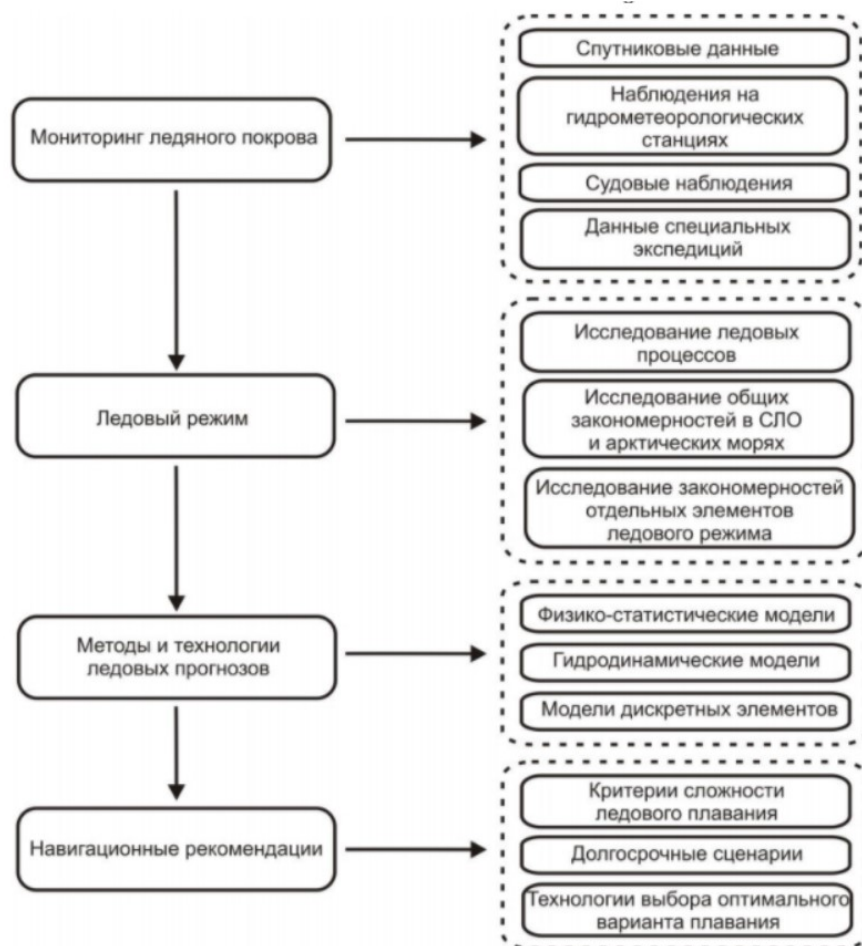 Спутниковые данные
Мониторинг ледяного покрова
Наблюдения на
гидрометеорологических
станциях
Судовые наблюдения
Данные специальных
экспедиций
Ледовый режим
Исследование ледовых
процессов
Исследование общих
закономерностей в СЛО
и арктических морях
Исследование закономерностей
отдельных элементов
ледового режима
Методы и технологии
ледовых прогнозов
Физико-статистические модели
Гидродинамические модели
Модели дискретных элементов
Навигационные рекомендации
Критерии сложности
ледового плавания
Долгосрочные сценарии
Технологии выбора оптимального
варианта плавания